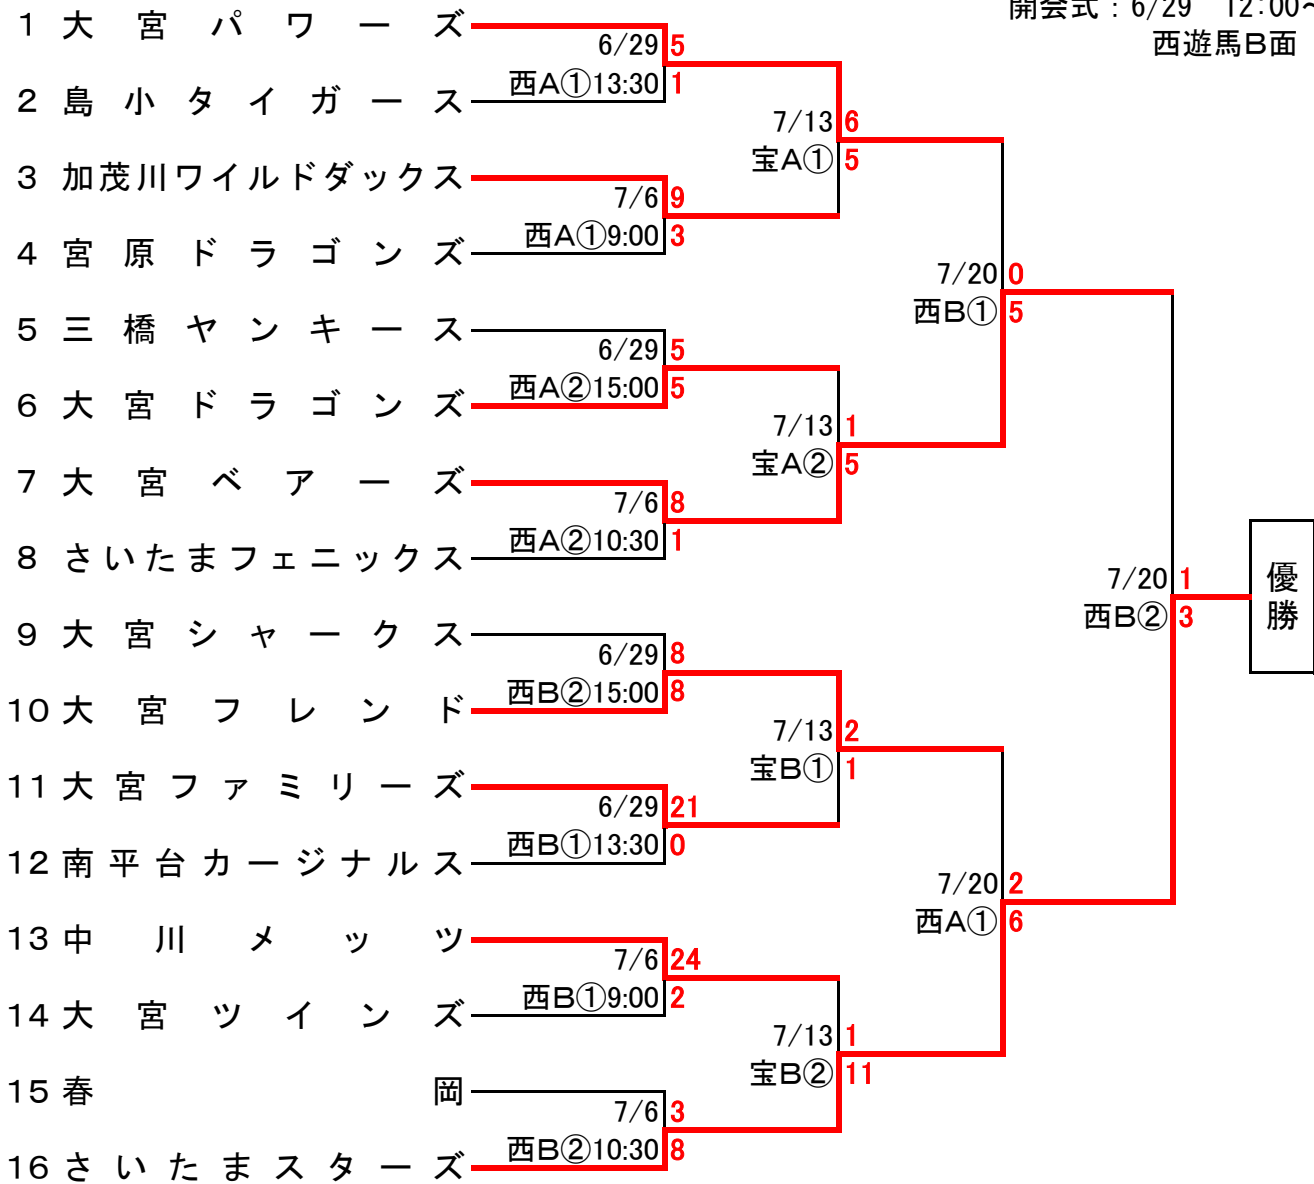 開会式：6/29　12:00~
西遊馬B面
1 大宮パワーズ
6/29 5
西A①13:30 1
2 島小タイガース
7/13 6
宝A① 5
3 加茂川ワイルドダックス
7/6 9
西A①9:00 3
4 宮原ドラゴンズ
7/20 0
西B① 5
5 三橋ヤンキース
6/29 5
西A②15:00 5
6 大宮ドラゴンズ
7/13 1
宝A② 5
7 大宮ベアーズ
7/6 8
西A②10:30 1
8 さいたまフェニックス
7/20 1
西B② 3
優勝
9 大宮シャークス
6/29 8
西B②15:00 8
10 大宮フレンド
7/13 2
宝B① 1
11 大宮ファミリーズ
6/29 21
西B①13:30 0
12 南平台カージナルス
7/20 2
西A① 6
13 中川メッツ
7/6 24
西B①9:00 2
14 大宮ツインズ
7/13 1
宝B② 11
15 春岡
7/6 3
西B②10:30 8
16 さいたまスターズ